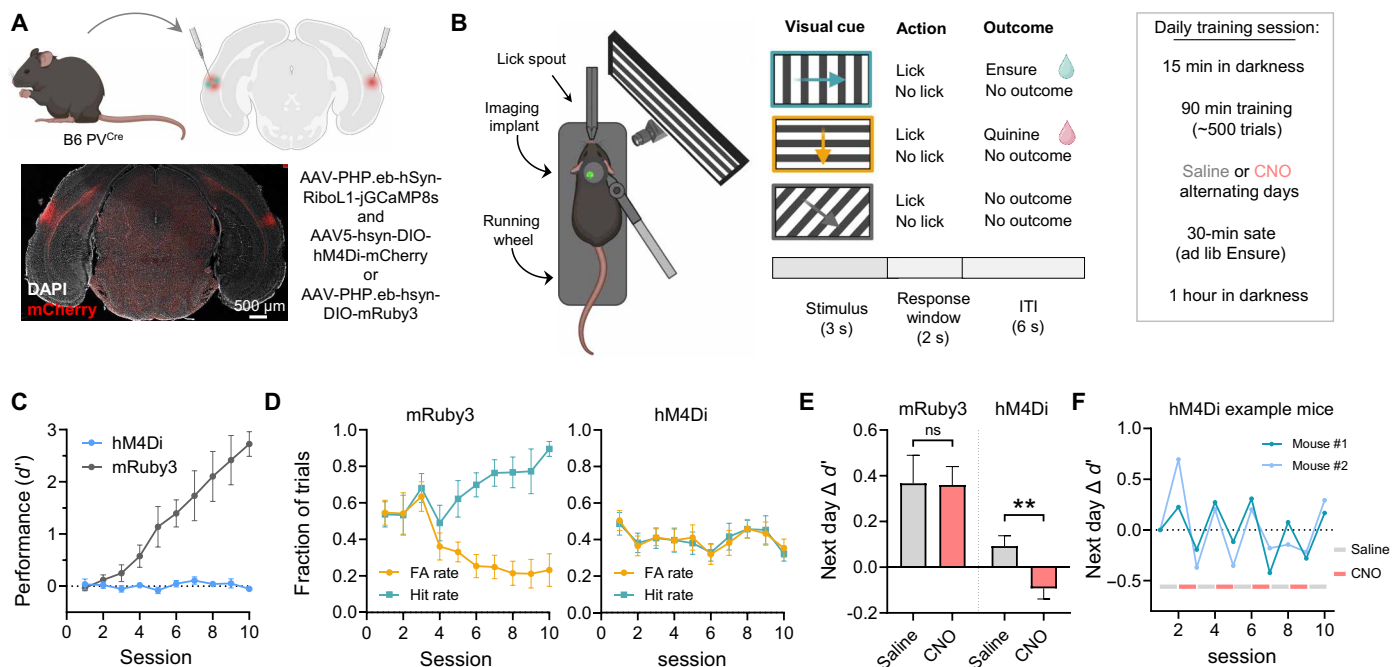 A
B6 PV^Cre
DAPI
mCherry
500 µm
AAV-PHP.eb-hSyn-
RiboL1-jGCaMP8s
and
AAV5-hsyn-DIO-
hM4Di-mCherry
or
AAV-PHP.eb-hsyn-
DIO-mRuby3
B
Lick spout
Imaging
implant
Running
wheel
Visual cue Action Outcome
Lick Ensure
No lick No outcome
Lick Quinine
No lick No outcome
Lick No outcome
No lick No outcome
Stimulus
(3 s)
Response
window
(2 s)
ITI
(6 s)
Daily training session:
15 min in darkness
90 min training
(~500 trials)
Saline or CNO
alternating days
30-min sate
(ad lib Ensure)
1 hour in darkness
C
Performance (d')
3
2
1
0
hM4Di
mRuby3
0 2 4 6 8 10
Session
D
mRuby3
Fraction of trials
1.0
0.8
0.6
0.4
0.2
0.0
FA rate
Hit rate
0 2 4 6 8 10
Session
hM4Di
1.0
0.8
0.6
0.4
0.2
0.0
FA rate
Hit rate
0 2 4 6 8 10
Session
E
mRuby3 hM4Di
ns
**
Next day Δ d'
0.6
0.4
0.2
0.0
-0.2
Saline
CNO
Saline
CNO
F
hM4Di example mice
Next day Δ d'
1.0
0.5
0.0
−0.5
Mouse #1
Mouse #2
Saline
CNO
2 4 6 8 10
session